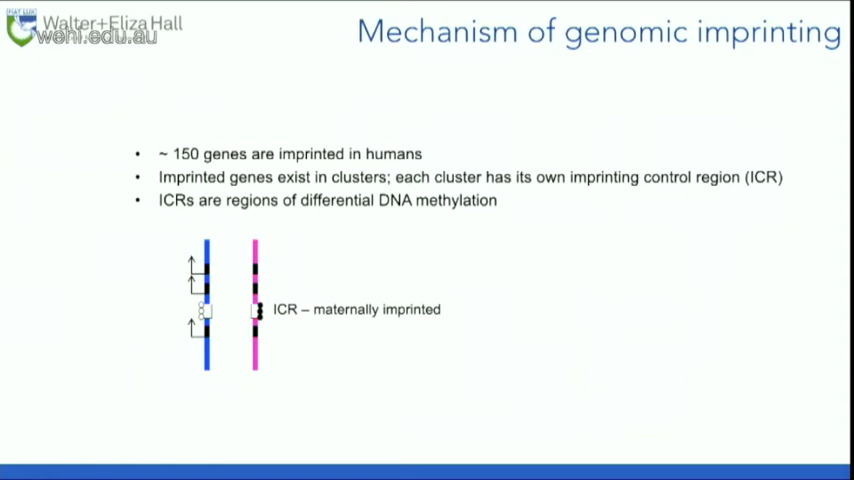 Walter+Eliza Hall
wehi.edu.au
Mechanism of genomic imprinting
• ~ 150 genes are imprinted in humans
• Imprinted genes exist in clusters; each cluster has its own imprinting control region (ICR)
• ICRs are regions of differential DNA methylation
ICR – maternally imprinted